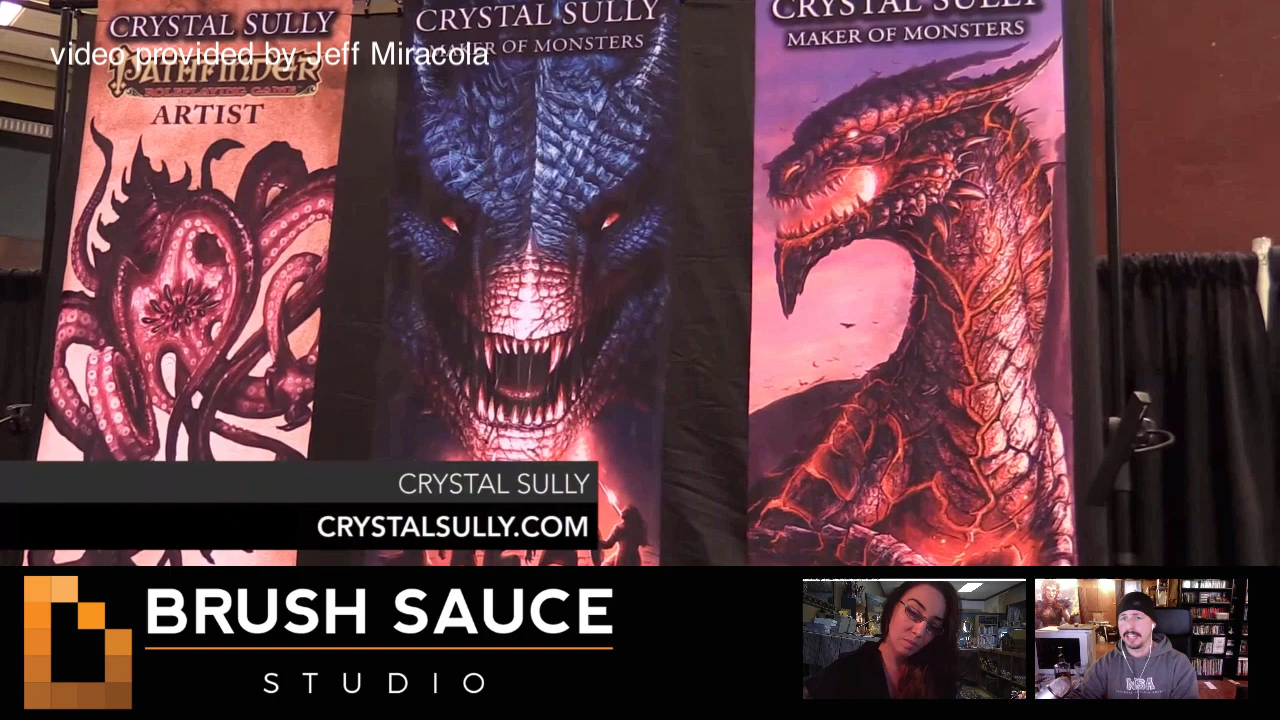 CRYSTAL SULLY
PATHFINDER
ROLEPLAYING GAME
ARTIST
CRYSTAL SULLY
MAKER OF MONSTERS
CRYSTAL SULLY
MAKER OF MONSTERS
video provided by Jeff Miracola
CRYSTAL SULLY
CRYSTALSULLY.COM
BRUSH SAUCE
STUDIO
NSA